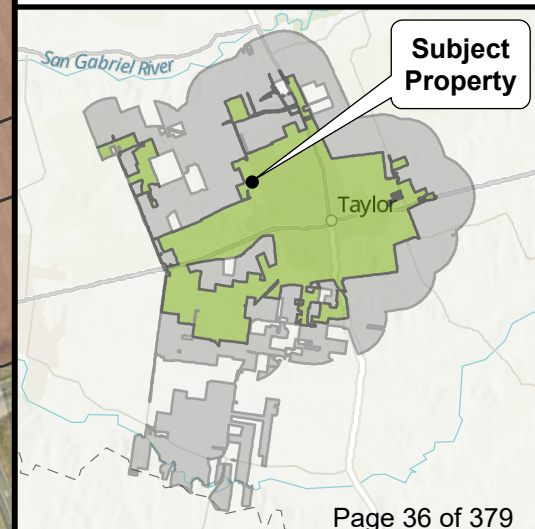 San Gabriel River
Subject
Property
Taylor
Page 36 of 379